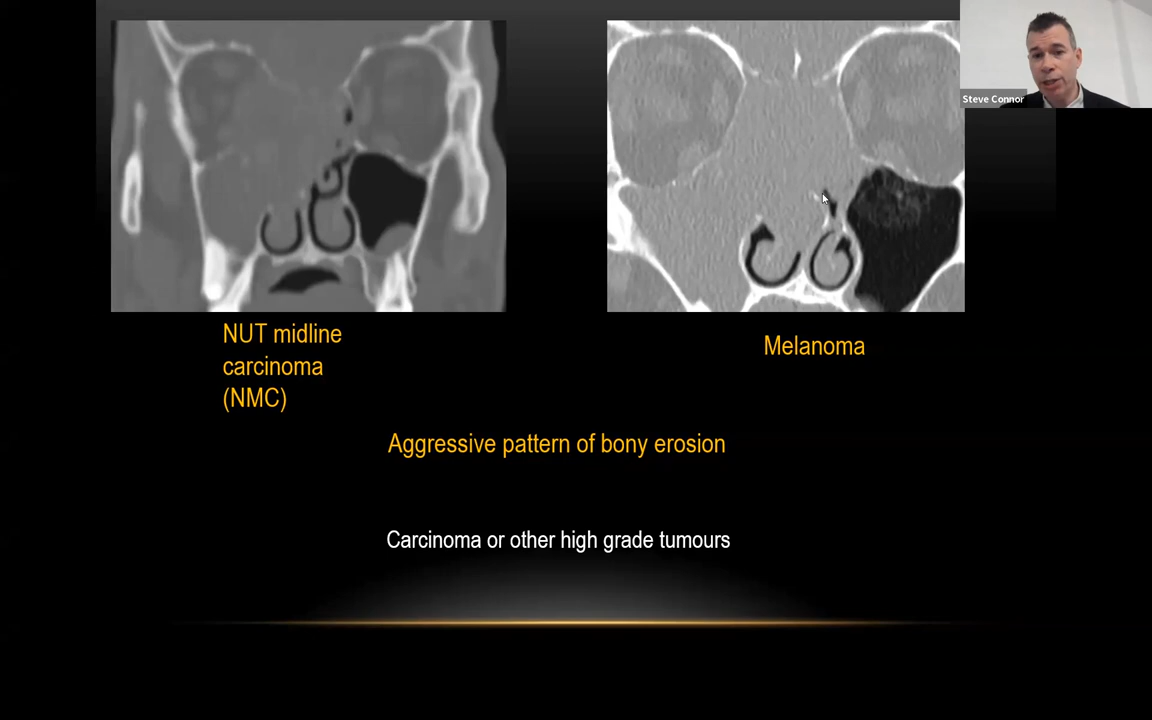 Steve Connor
NUT midline
carcinoma
(NMC)
Melanoma
Aggressive pattern of bony erosion
Carcinoma or other high grade tumours